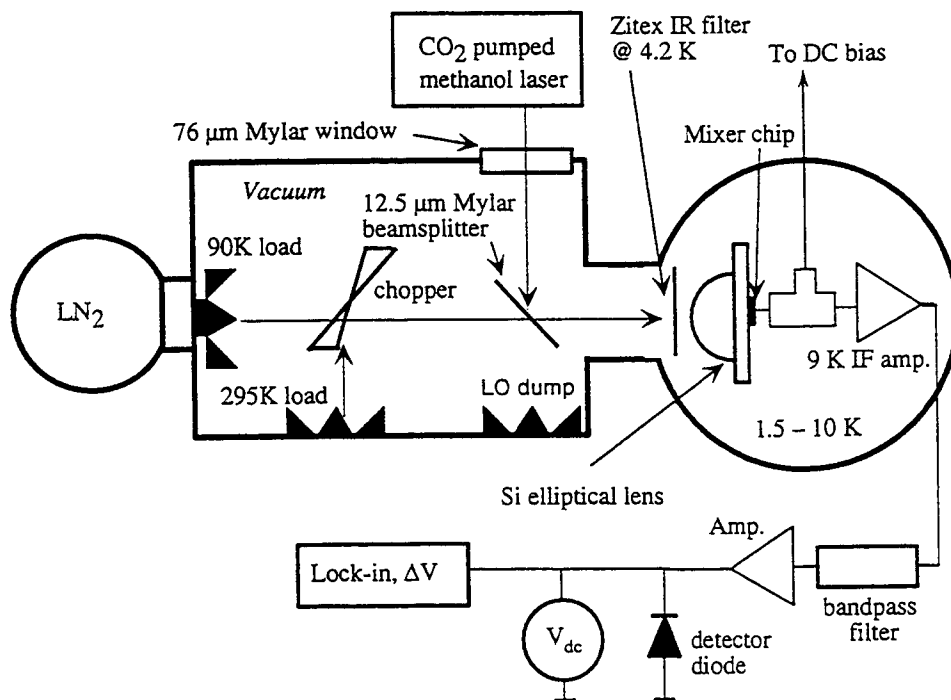 CO2 pumped
methanol laser
Zitex IR filter
@ 4.2 K
To DC bias
76 μm Mylar window
Mixer chip
Vacuum
12.5 μm Mylar
beamsplitter
90K load
chopper
LN2
295K load
LO dump
9 K IF amp.
1.5 – 10 K
Si elliptical lens
Amp.
Lock-in, ΔV
bandpass
filter
Vdc
detector
diode